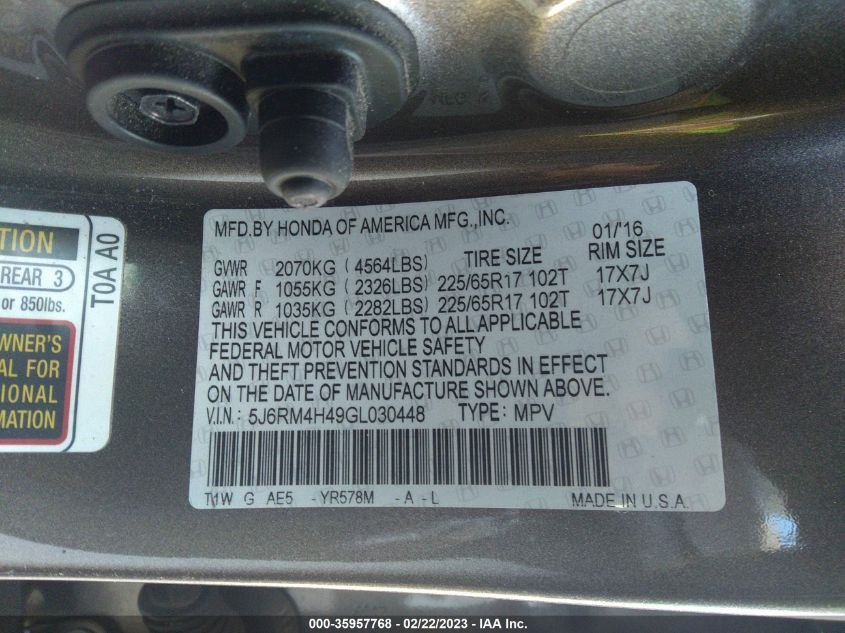 MFD.BY HONDA OF AMERICA MFG.,INC. 01/'16
GVWR 2070KG ( 4564LBS) TIRE SIZE RIM SIZE
GAWR F 1055KG ( 2326LBS) 225/65R17 102T 17X7J
GAWR R 1035KG ( 2282LBS) 225/65R17 102T 17X7J
THIS VEHICLE CONFORMS TO ALL APPLICABLE
FEDERAL MOTOR VEHICLE SAFETY
AND THEFT PREVENTION STANDARDS IN EFFECT
ON THE DATE OF MANUFACTURE SHOWN ABOVE.
V.I.N.: 5J6RM4H49GL030448 TYPE: MPV
T1W G AE5 - YR578M - A - L MADE IN U.S.A.
TION
REAR 3
or 850lbs.
WNER'S
AL FOR
TIONAL
MATION
T0A A0
000-35957768 - 02/22/2023 - IAA Inc.